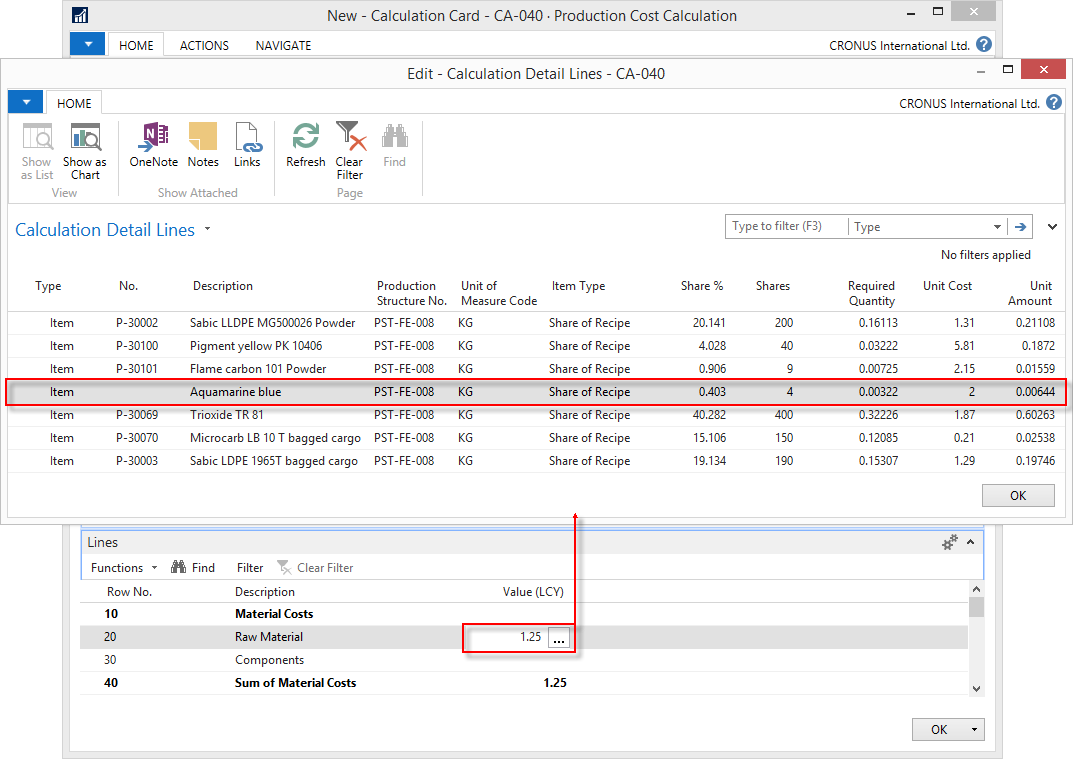 New - Calculation Card - CA-040 · Production Cost Calculation
HOME ACTIONS NAVIGATE CRONUS International Ltd. ?
Edit - Calculation Detail Lines - CA-040
HOME CRONUS International Ltd. ?
Show as List
Show as Chart
OneNote
Notes
Links
Refresh
Clear Filter
Find
View Show Attached Page
Calculation Detail Lines
Type to filter (F3) Type
No filters applied
Type No. Description Production Structure No. Unit of Measure Code Item Type Share % Shares Required Quantity Unit Cost Unit Amount
Item P-30002 Sabic LLDPE MG500026 Powder PST-FE-008 KG Share of Recipe 20.141 200 0.16113 1.31 0.21108
Item P-30100 Pigment yellow PK 10406 PST-FE-008 KG Share of Recipe 4.028 40 0.03222 5.81 0.1872
Item P-30101 Flame carbon 101 Powder PST-FE-008 KG Share of Recipe 0.906 9 0.00725 2.15 0.01559
Item Aquamarine blue PST-FE-008 KG Share of Recipe 0.403 4 0.00322 2 0.00644
Item P-30069 Trioxide TR 81 PST-FE-008 KG Share of Recipe 40.282 400 0.32226 1.87 0.60263
Item P-30070 Microcarb LB 10 T bagged cargo PST-FE-008 KG Share of Recipe 15.106 150 0.12085 0.21 0.02538
Item P-30003 Sabic LDPE 1965T bagged cargo PST-FE-008 KG Share of Recipe 19.134 190 0.15307 1.29 0.19746
OK
Lines
Functions Find Filter Clear Filter
Row No. Description Value (LCY)
10 Material Costs
20 Raw Material 1.25 ...
30 Components
40 Sum of Material Costs 1.25
OK